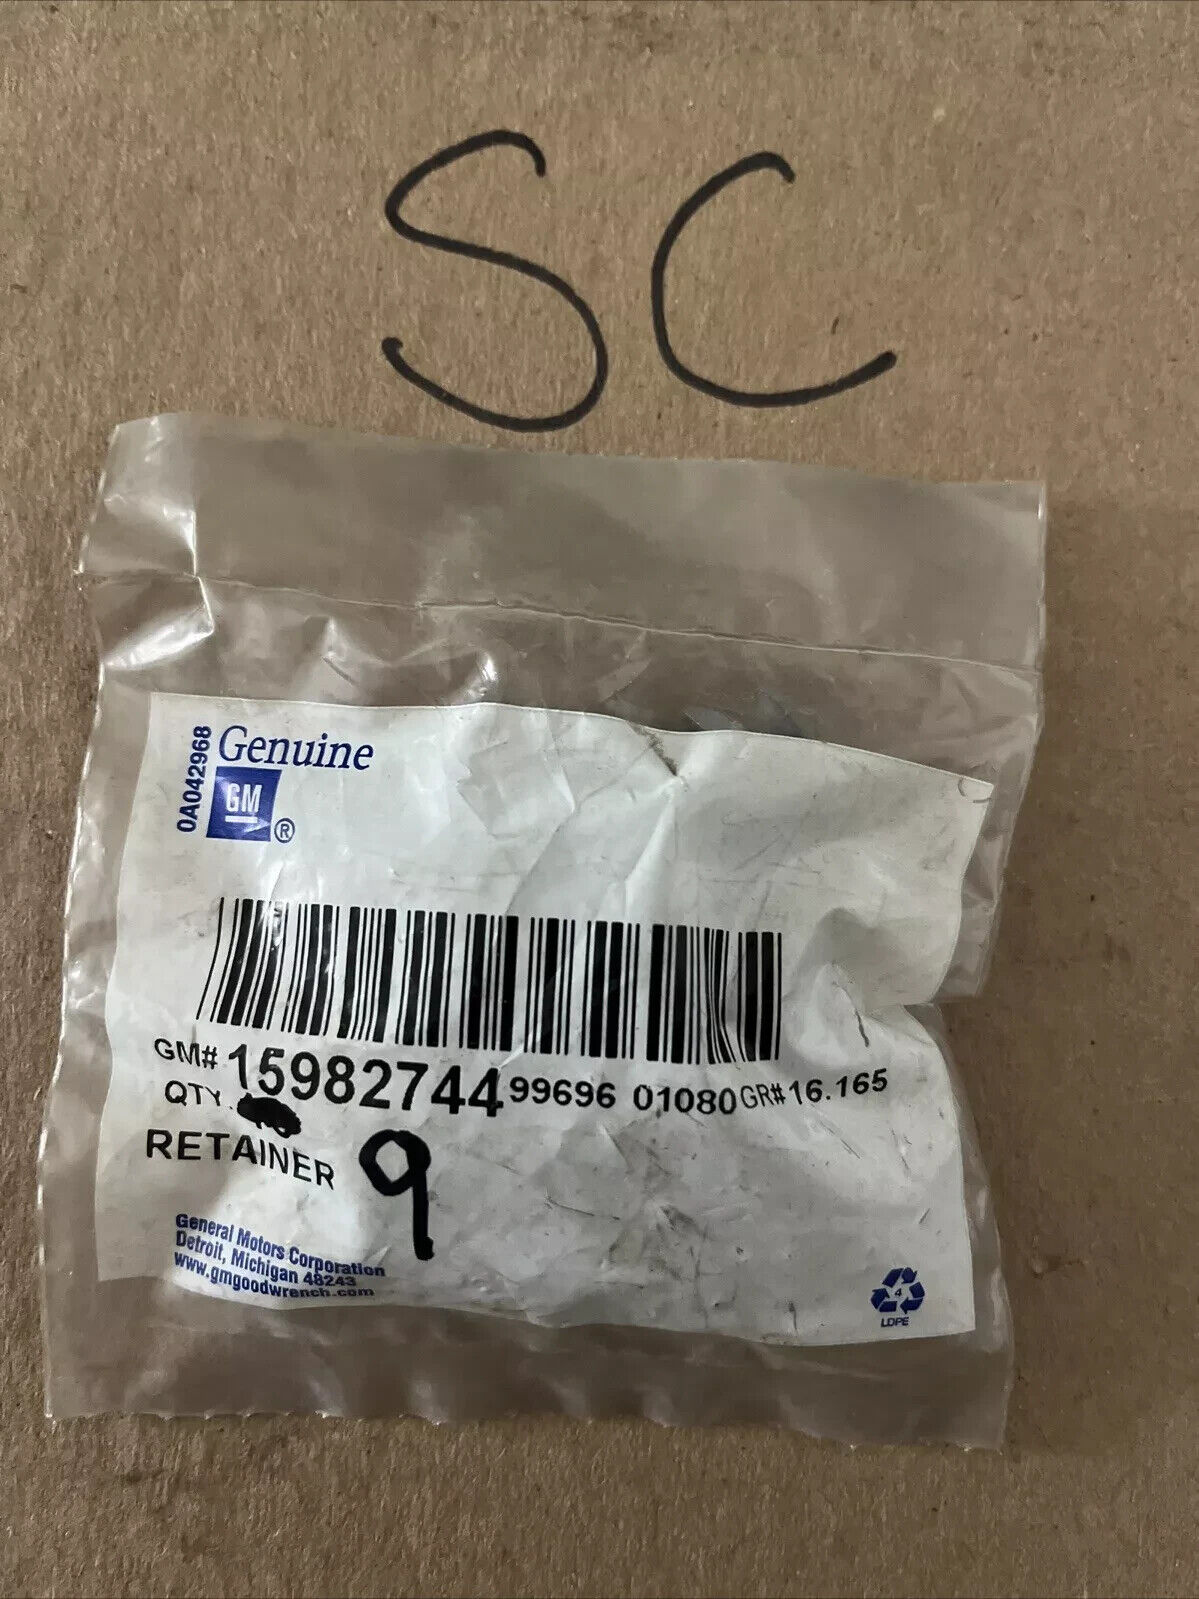 SC
0A042968
Genuine
GM
®
GM# 15982744 99696 01080 GR# 16.165
QTY.
RETAINER 9
General Motors Corporation
Detroit, Michigan 48243
www.gmgoodwrench.com
4
LDPE